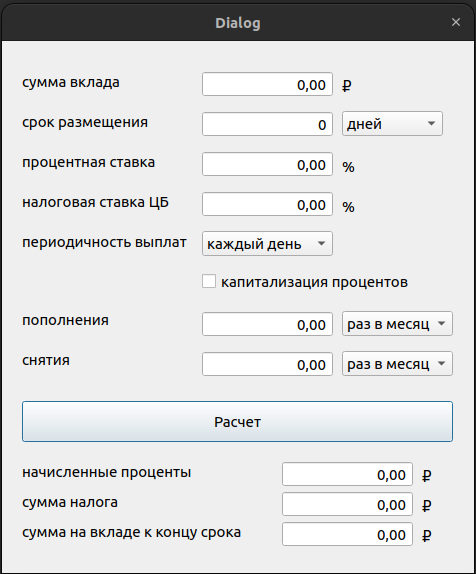 Dialog ×
сумма вклада 0,00 ₽
срок размещения 0 дней
процентная ставка 0,00 %
налоговая ставка ЦБ 0,00 %
периодичность выплат каждый день
капитализация процентов
пополнения 0,00 раз в месяц
снятия 0,00 раз в месяц
Расчет
начисленные проценты 0,00 ₽
сумма налога 0,00 ₽
сумма на вкладе к концу срока 0,00 ₽